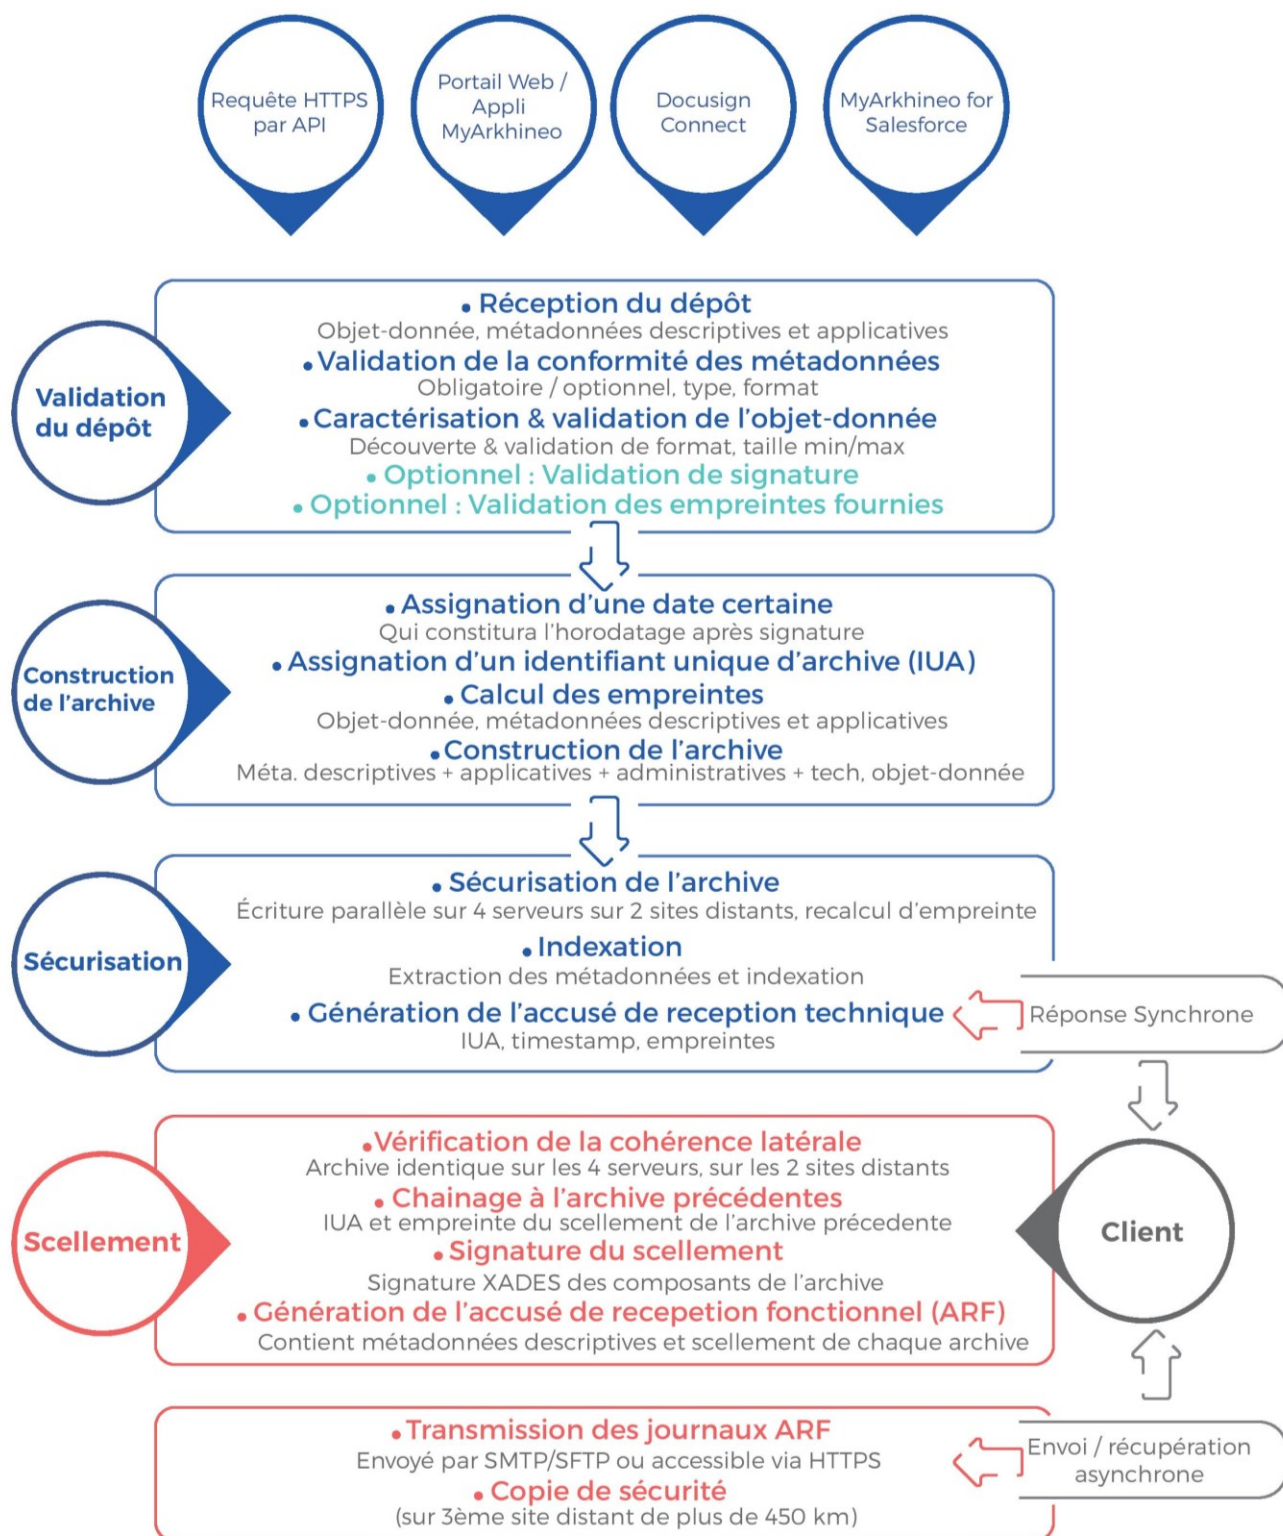 Requête HTTPS
par API
Portail Web /
Appli
MyArkhineo
Docusign
Connect
MyArkhineo for
Salesforce
Validation
du dépôt
• Réception du dépôt
Objet-donnée, métadonnées descriptives et applicatives
• Validation de la conformité des métadonnées
Obligatoire / optionnel, type, format
• Caractérisation & validation de l'objet-donnée
Découverte & validation de format, taille min/max
• Optionnel : Validation de signature
• Optionnel : Validation des empreintes fournies
Construction
de l'archive
• Assignation d'une date certaine
Qui constitura l'horodatage après signature
• Assignation d'un identifiant unique d'archive (IUA)
• Calcul des empreintes
Objet-donnée, métadonnées descriptives et applicatives
• Construction de l'archive
Méta. descriptives + applicatives + administratives + tech, objet-donnée
Sécurisation
• Sécurisation de l'archive
Écriture parallèle sur 4 serveurs sur 2 sites distants, recalcul d'empreinte
• Indexation
Extraction des métadonnées et indexation
• Génération de l'accusé de reception technique
IUA, timestamp, empreintes
Réponse Synchrone
Scellement
• Vérification de la cohérence latérale
Archive identique sur les 4 serveurs, sur les 2 sites distants
• Chainage à l'archive précédentes
IUA et empreinte du scellement de l'archive précedente
• Signature du scellement
Signature XADES des composants de l'archive
• Génération de l'accusé de recepetion fonctionnel (ARF)
Contient métadonnées descriptives et scellement de chaque archive
Client
• Transmission des journaux ARF
Envoyé par SMTP/SFTP ou accessible via HTTPS
• Copie de sécurité
(sur 3ème site distant de plus de 450 km)
Envoi / récupération
asynchrone